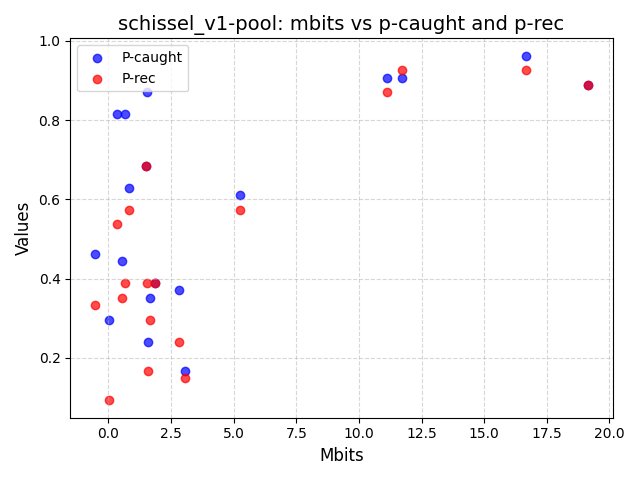 schissel_v1-pool: mbits vs p-caught and p-rec
P-caught
P-rec
Values
1.0
0.8
0.6
0.4
0.2
0.0
2.5
5.0
7.5
10.0
12.5
15.0
17.5
20.0
Mbits